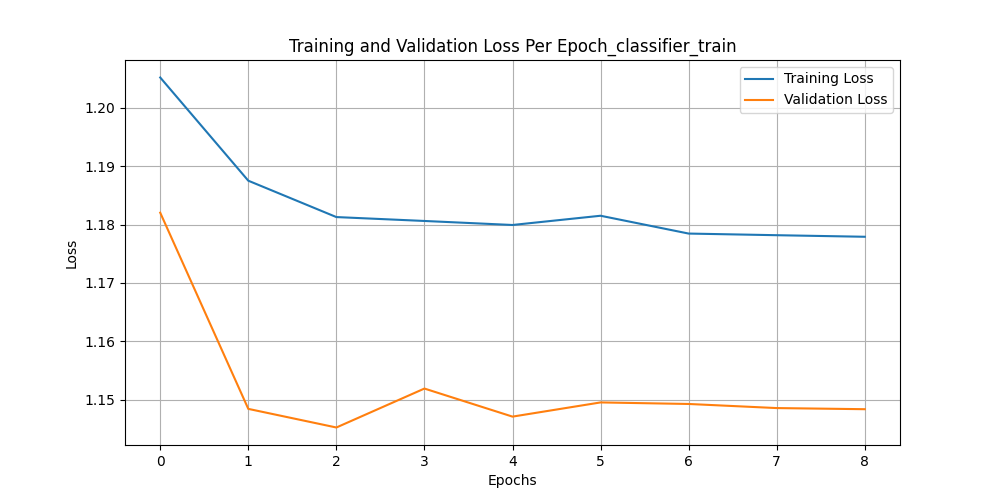 Training and Validation Loss Per Epoch_classifier_train
Training Loss
Validation Loss
1.20
1.19
1.18
1.17
1.16
1.15
Loss
0 1 2 3 4 5 6 7 8
Epochs